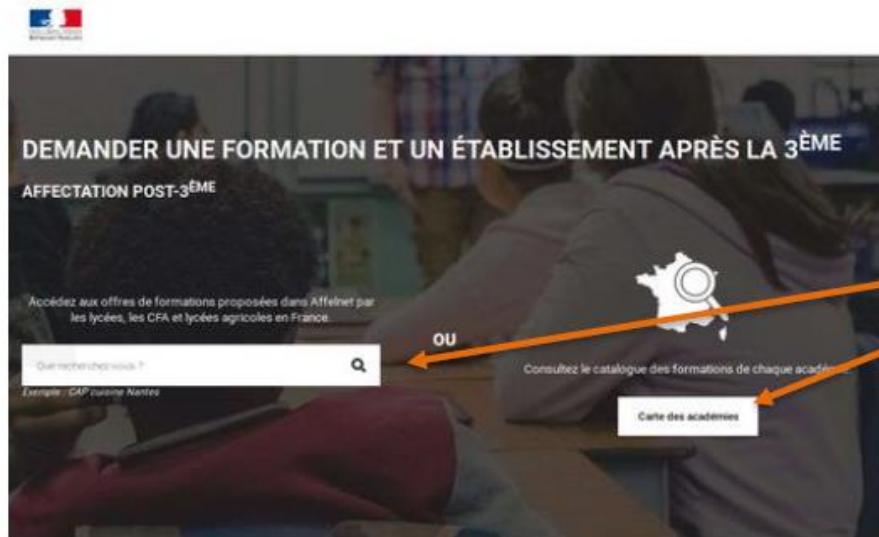 DEMANDER UNE FORMATION ET UN ÉTABLISSEMENT APRÈS LA 3ÈME
AFFECTATION POST-3ÈME
Accédez aux offres de formations proposées dans Affelnet par
les lycées, les CFA et lycées agricoles en France.
Que recherchez-vous ?
Exemple : CAP cuisine Nantes
OU
Consultez le catalogue des formations de chaque
Carte des académies